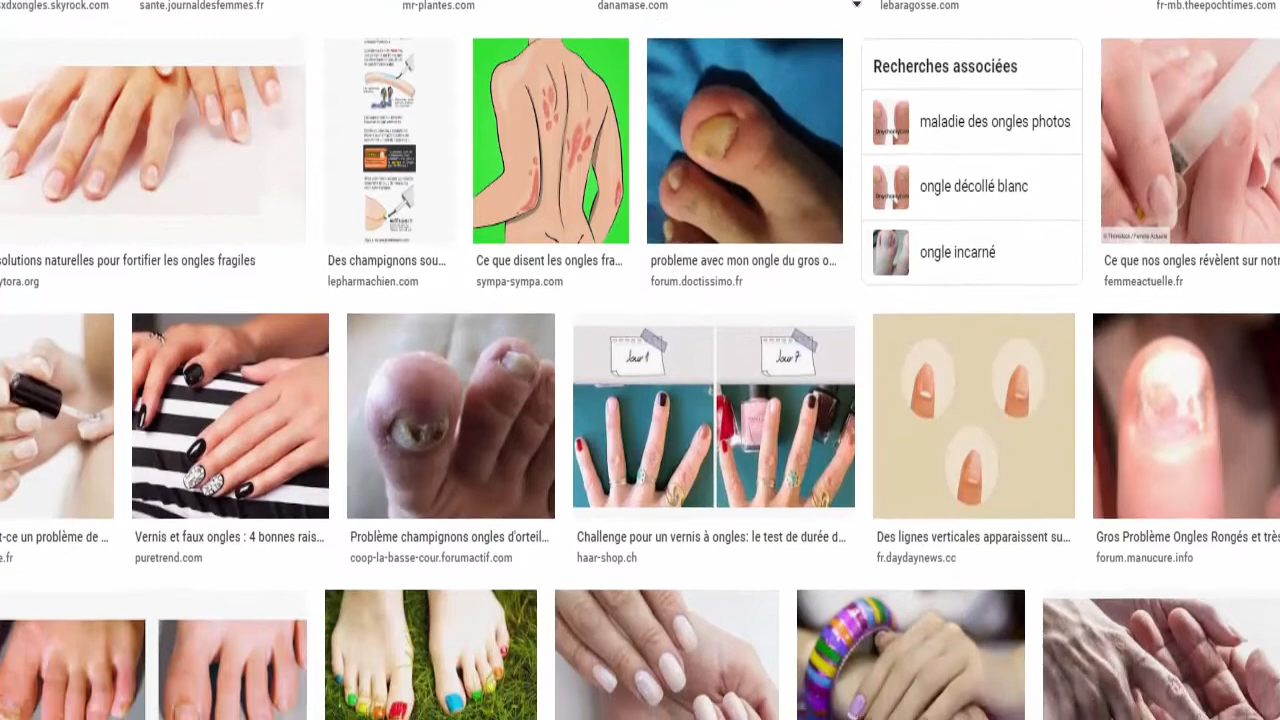 xdxongles.skyrock.com
sante.journaldesfemmes.fr
mr-plantes.com
danamase.com
lebaragosse.com
fr-mb.theepochtimes.com
Recherches associées
maladie des ongles photos
ongle décollé blanc
ongle incarné
solutions naturelles pour fortifier les ongles fragiles
ytora.org
Des champignons sou...
lepharmachien.com
Ce que disent les ongles fra...
sympa-sympa.com
probleme avec mon ongle du gros o...
forum.doctissimo.fr
Ce que nos ongles révèlent sur notr
femmeactuelle.fr
Jour 1
Jour 7
t-ce un problème de ...
e.fr
Vernis et faux ongles : 4 bonnes rais...
puretrend.com
Problème champignons ongles d'orteil...
coop-la-basse-cour.forumactif.com
Challenge pour un vernis à ongles: le test de durée d...
haar-shop.ch
Des lignes verticales apparaissent su...
fr.daydaynews.cc
Gros Problème Ongles Rongés et très
forum.manucure.info